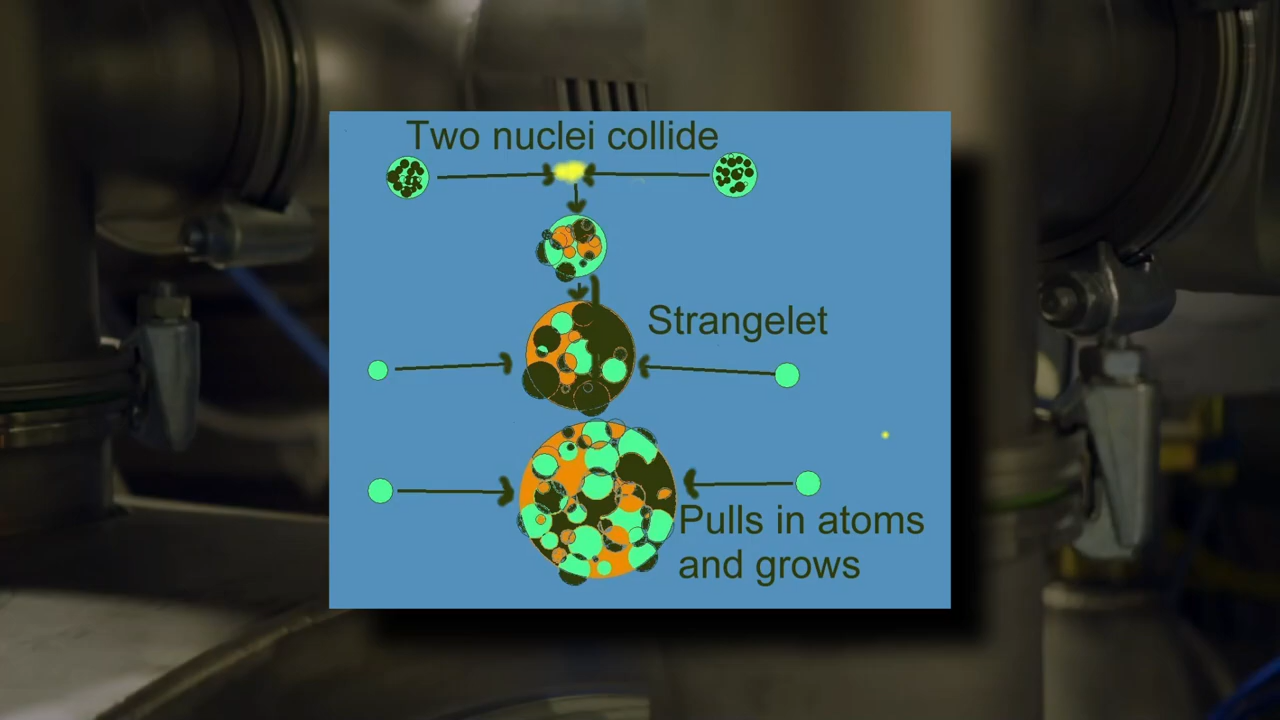 Two nuclei collide
Strangelet
Pulls in atoms
and grows